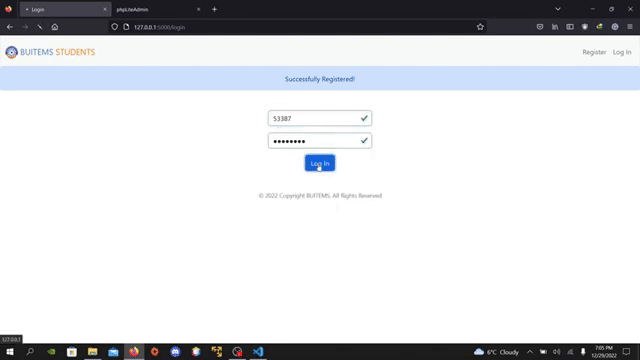 Login
phpLiteAdmin
127.0.0.1:5000/login
BUITEMS STUDENTS
Register
Log In
Successfully Registered!
53387
Log In
© 2022 Copyright BUITEMS. All Rights Reserved
127.0.0.1
6°C Cloudy
7:05 PM
12/29/2022